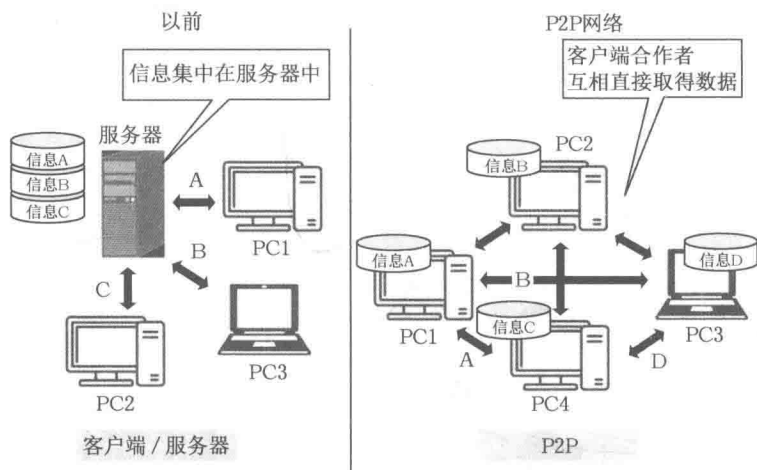 以前
信息集中在服务器中
服务器
信息A
信息B
信息C
A
PC1
B
C
PC3
PC2
客户端/服务器
P2P网络
客户端合作者
互相直接取得数据
PC2
信息B
信息A
信息D
B
信息C
PC1
PC3
A
D
PC4
P2P